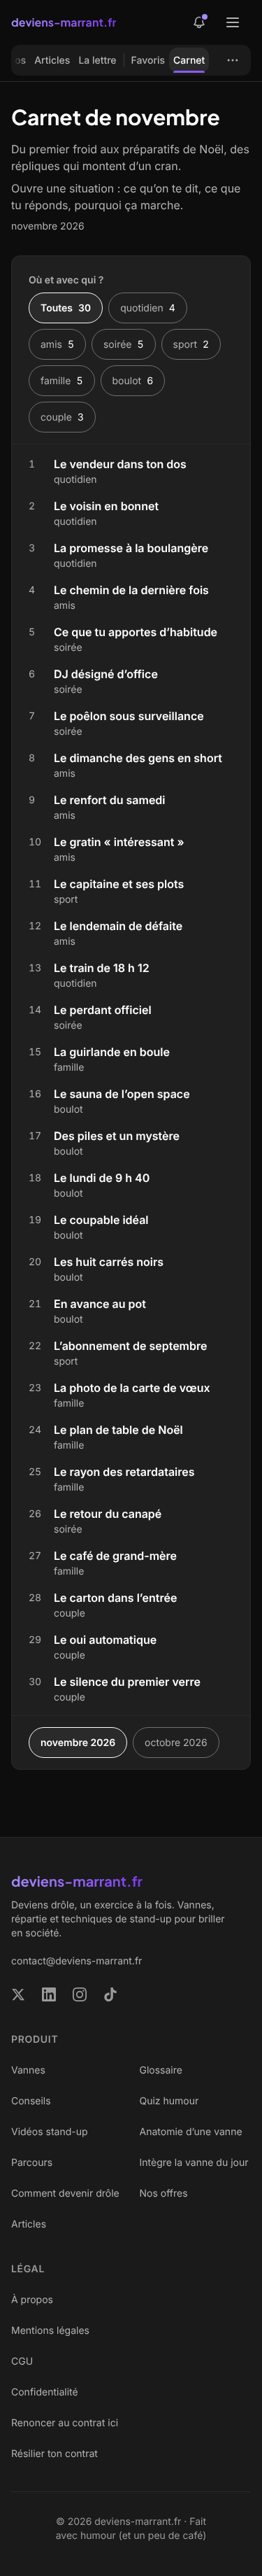 deviens-marrant.fr
os Articles La lettre Favoris Carnet
Carnet de novembre
Du premier froid aux préparatifs de Noël, des
répliques qui montent d’un cran.
Ouvre une situation : ce qu’on te dit, ce que
tu réponds, pourquoi ça marche.
novembre 2026
Où et avec qui ?
Toutes 30 quotidien 4
amis 5 soirée 5 sport 2
famille 5 boulot 6
couple 3
1 Le vendeur dans ton dos
quotidien
2 Le voisin en bonnet
quotidien
3 La promesse à la boulangère
quotidien
4 Le chemin de la dernière fois
amis
5 Ce que tu apportes d’habitude
soirée
6 DJ désigné d’office
soirée
7 Le poêlon sous surveillance
soirée
8 Le dimanche des gens en short
amis
9 Le renfort du samedi
amis
10 Le gratin « intéressant »
amis
11 Le capitaine et ses plots
sport
12 Le lendemain de défaite
amis
13 Le train de 18 h 12
quotidien
14 Le perdant officiel
soirée
15 La guirlande en boule
famille
16 Le sauna de l’open space
boulot
17 Des piles et un mystère
boulot
18 Le lundi de 9 h 40
boulot
19 Le coupable idéal
boulot
20 Les huit carrés noirs
boulot
21 En avance au pot
boulot
22 L’abonnement de septembre
sport
23 La photo de la carte de vœux
famille
24 Le plan de table de Noël
famille
25 Le rayon des retardataires
famille
26 Le retour du canapé
soirée
27 Le café de grand-mère
famille
28 Le carton dans l’entrée
couple
29 Le oui automatique
couple
30 Le silence du premier verre
couple
novembre 2026 octobre 2026
deviens-marrant.fr
Deviens drôle, un exercice à la fois. Vannes,
répartie et techniques de stand-up pour briller
en société.
contact@deviens-marrant.fr
PRODUIT
Vannes Glossaire
Conseils Quiz humour
Vidéos stand-up Anatomie d’une vanne
Parcours Intègre la vanne du jour
Comment devenir drôle Nos offres
Articles
LÉGAL
À propos
Mentions légales
CGU
Confidentialité
Renoncer au contrat ici
Résilier ton contrat
© 2026 deviens-marrant.fr · Fait
avec humour (et un peu de café)